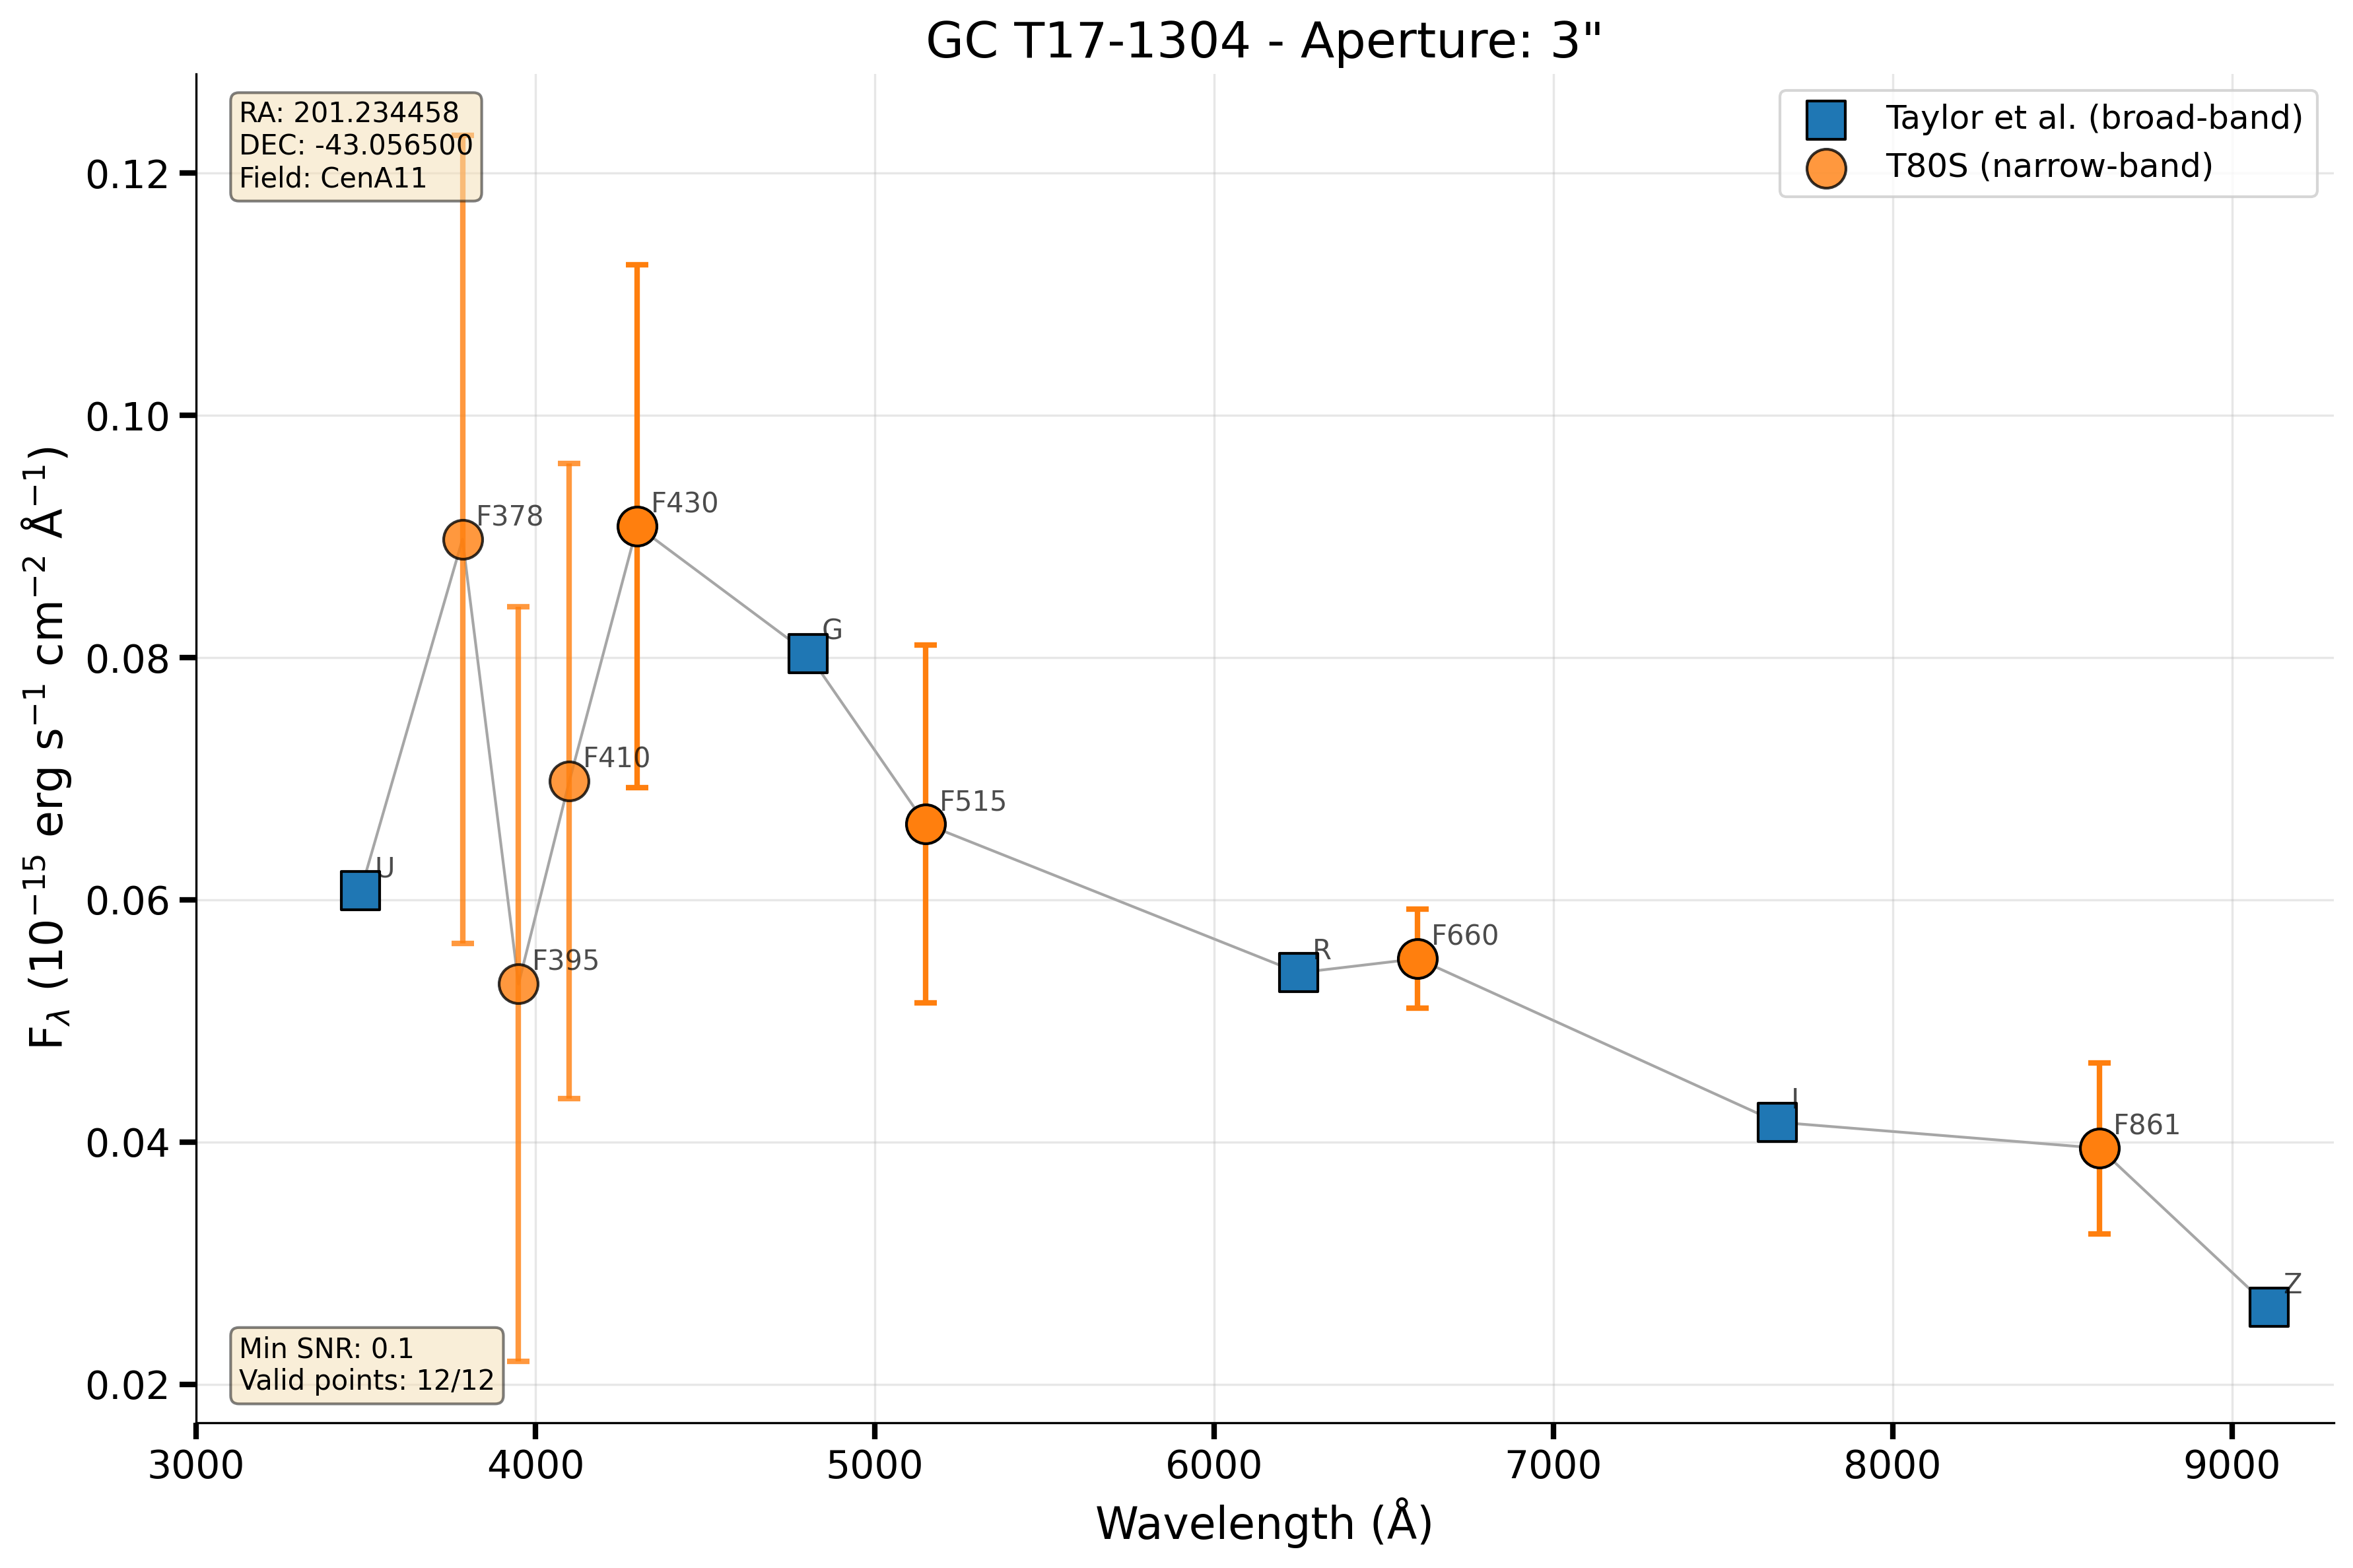 GC T17-1304 - Aperture: 3"
RA: 201.234458
DEC: -43.056500
Field: CenA11
Taylor et al. (broad-band)
T80S (narrow-band)
0.12
0.10
0.08
0.06
0.04
0.02
F_λ (10⁻¹⁵ erg s⁻¹ cm⁻² Å⁻¹)
U
F378
F395
F410
F430
G
F515
R
F660
I
F861
Z
Min SNR: 0.1
Valid points: 12/12
3000 4000 5000 6000 7000 8000 9000
Wavelength (Å)